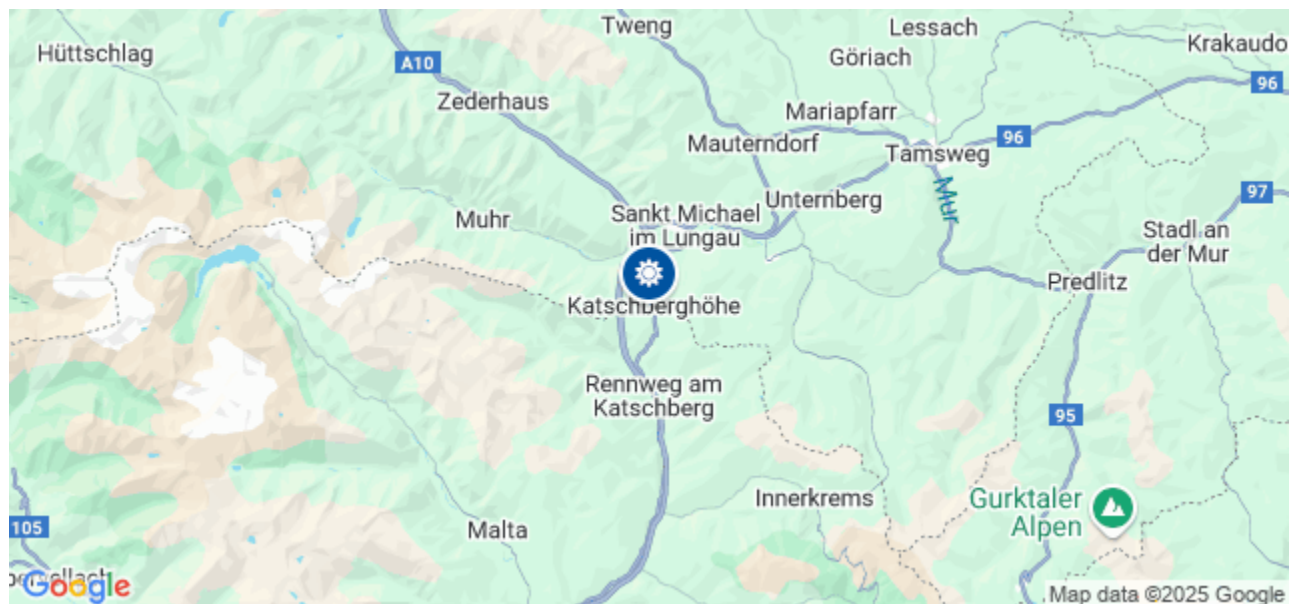 Tweng
Lessach
Hüttschlag
A10
Göriach
Krakaudo
96
Zederhaus
Mariapfarr
96
Mauterndorf
Tamsweg
Mur
97
Unternberg
Muhr
Sankt Michael
im Lungau
Stadl an
der Mur
Predlitz
Katschberghöhe
Rennweg am
Katschberg
95
Innerkrems
Gurktaler
Alpen
105
Malta
Google
Map data ©2025 Google